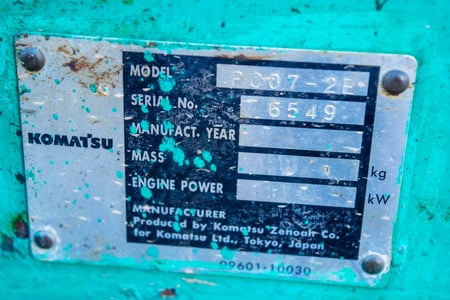 MODEL PC07-2E
SERIAL No. 6549
MANUFACT. YEAR
KOMATSU
MASS kg
ENGINE POWER kW
MANUFACTURER
Produced by Komatsu Zenoah Co.
for Komatsu Ltd., Tokyo, Japan
09601-10030